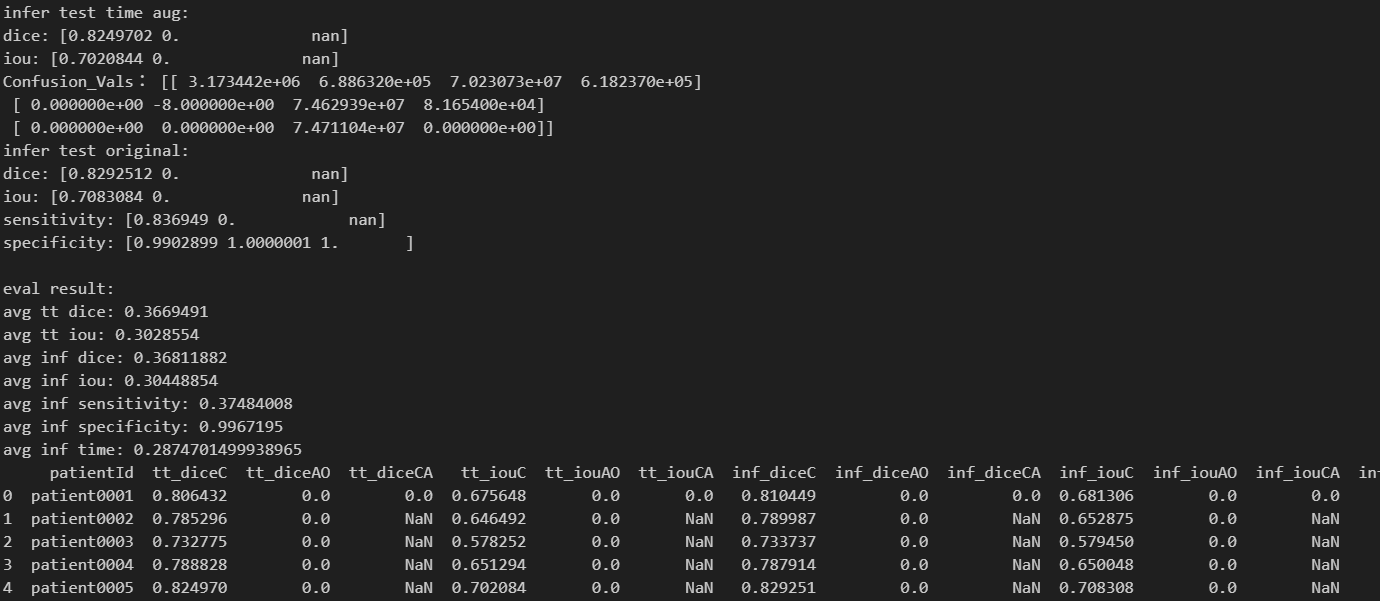 infer test time aug:
dice: [0.8249702 0.              nan]
iou: [0.7020844 0.              nan]
Confusion_Vals： [[ 3.173442e+06  6.886320e+05  7.023073e+07  6.182370e+05]
 [ 0.000000e+00 -8.000000e+00  7.462939e+07  8.165400e+04]
 [ 0.000000e+00  0.000000e+00  7.471104e+07  0.000000e+00]]
infer test original:
dice: [0.8292512 0.              nan]
iou: [0.7083084 0.              nan]
sensitivity: [0.836949 0.            nan]
specificity: [0.9902899 1.0000001 1.       ]
eval result:
avg tt dice: 0.3669491
avg tt iou: 0.3028554
avg inf dice: 0.36811882
avg inf iou: 0.30448854
avg inf sensitivity: 0.37484008
avg inf specificity: 0.9967195
avg inf time: 0.2874701499938965
     patientId  tt_diceC  tt_diceAO  tt_diceCA   tt_iouC  tt_iouAO  tt_iouCA  inf_diceC  inf_diceAO  inf_diceCA  inf_iouC  inf_iouAO  inf_iouCA  in
0  patient0001  0.806432        0.0        0.0  0.675648       0.0       0.0   0.810449         0.0         0.0  0.681306        0.0        0.0
1  patient0002  0.785296        0.0        NaN  0.646492       0.0       NaN   0.789987         0.0         NaN  0.652875        0.0        NaN
2  patient0003  0.732775        0.0        NaN  0.578252       0.0       NaN   0.733737         0.0         NaN  0.579450        0.0        NaN
3  patient0004  0.788828        0.0        NaN  0.651294       0.0       NaN   0.787914         0.0         NaN  0.650048        0.0        NaN
4  patient0005  0.824970        0.0        NaN  0.702084       0.0       NaN   0.829251         0.0         NaN  0.708308        0.0        NaN